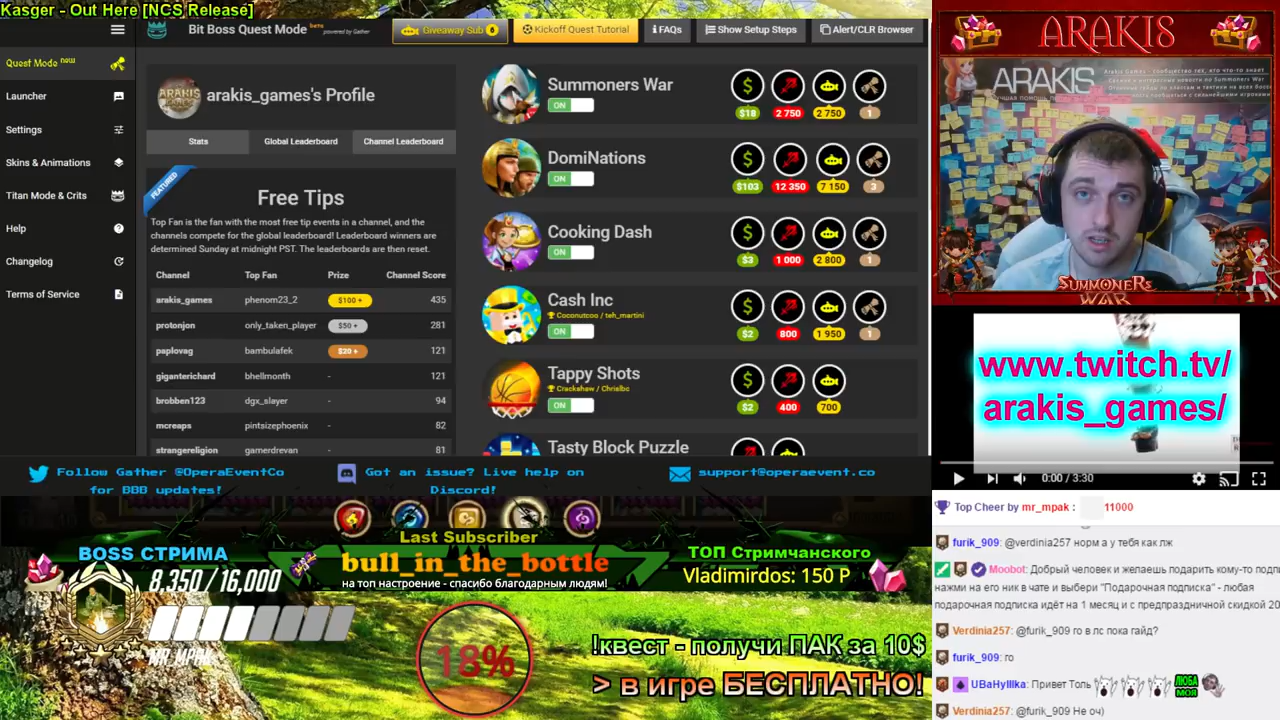 Kasger - Out Here [NCS Release]
Bit Boss Quest Mode beta
powered by Gather
Giveaway Sub 0
Kickoff Quest Tutorial
FAQs
Show Setup Steps
Alert/CLR Browser
Quest Mode new
Launcher
Settings
Skins & Animations
Titan Mode & Crits
Help
Changelog
Terms of Service
ARAKIS
arakis_games's Profile
Stats
Global Leaderboard
Channel Leaderboard
FEATURED
Free Tips
Top Fan is the fan with the most free tip events in a channel, and the
channels compete for the global leaderboard! Leaderboard winners are
determined Sunday at midnight PST. The leaderboards are then reset.
Channel Top Fan Prize Channel Score
arakis_games phenom23_2 $100 + 435
protonjon only_taken_player $50 + 281
paplovag bambulafek $20 + 121
giganterichard bhellmonth - 121
brobben123 dgx_slayer - 94
mcreaps pintsizephoenix - 82
strangereligion gamerdrevan - 81
Summoners War
ON
$18 2 750 2 750 1
DomiNations
ON
$103 12 350 7 150 3
Cooking Dash
ON
$3 1 000 2 800 1
Cash Inc
Coconutcoo / teh_martini
ON
$2 800 1 950 1
Tappy Shots
Crackshaw / Chrisibc
ON
$2 400 700
Tasty Block Puzzle
Follow Gather @OperaEventCo
for BBB updates!
Got an issue? Live help on
Discord!
support@operaevent.co
BOSS СТРИМА
8,350/16,000
MR_MPAK
Last Subscriber
bull_in_the_bottle
на топ настроение - спасибо благодарным людям!
ТОП Стримчанского
Vladimirdos: 150 Р
18%
!квест - получи ПАК за 10$
> в игре БЕСПЛАТНО!
ARAKIS
ARAKIS
SUMMONERS
WAR
www.twitch.tv/
arakis_games/
0:00 / 3:30
Top Cheer by mr_mpak : 11000
furik_909: @verdinia257 норм а у тебя как лж
Moobot: Добрый человек и желаешь подарить кому-то подпи
нажми на его ник в чате и выбери "Подарочная подписка" - любая
подарочная подписка идёт на 1 месяц и с предпраздничной скидкой 20
Verdinia257: @furik_909 го в лс пока гайд?
furik_909: го
UBaHyIIIka: Привет Толь
ЛЮБА
МОЯ
Verdinia257: @furik_909 Не оч)